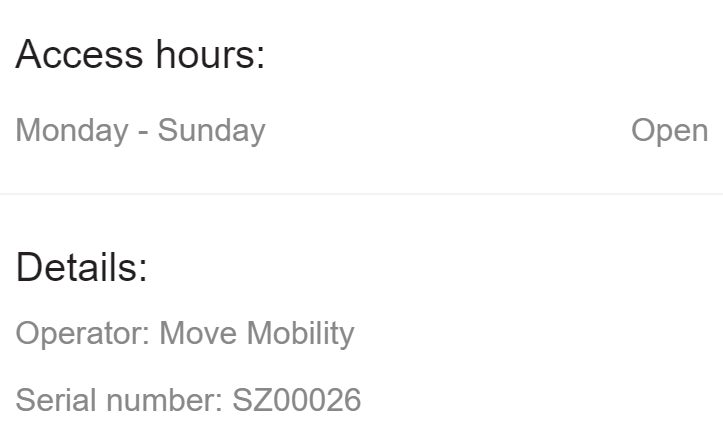 Access hours:
Monday - Sunday Open
Details:
Operator: Move Mobility
Serial number: SZ00026